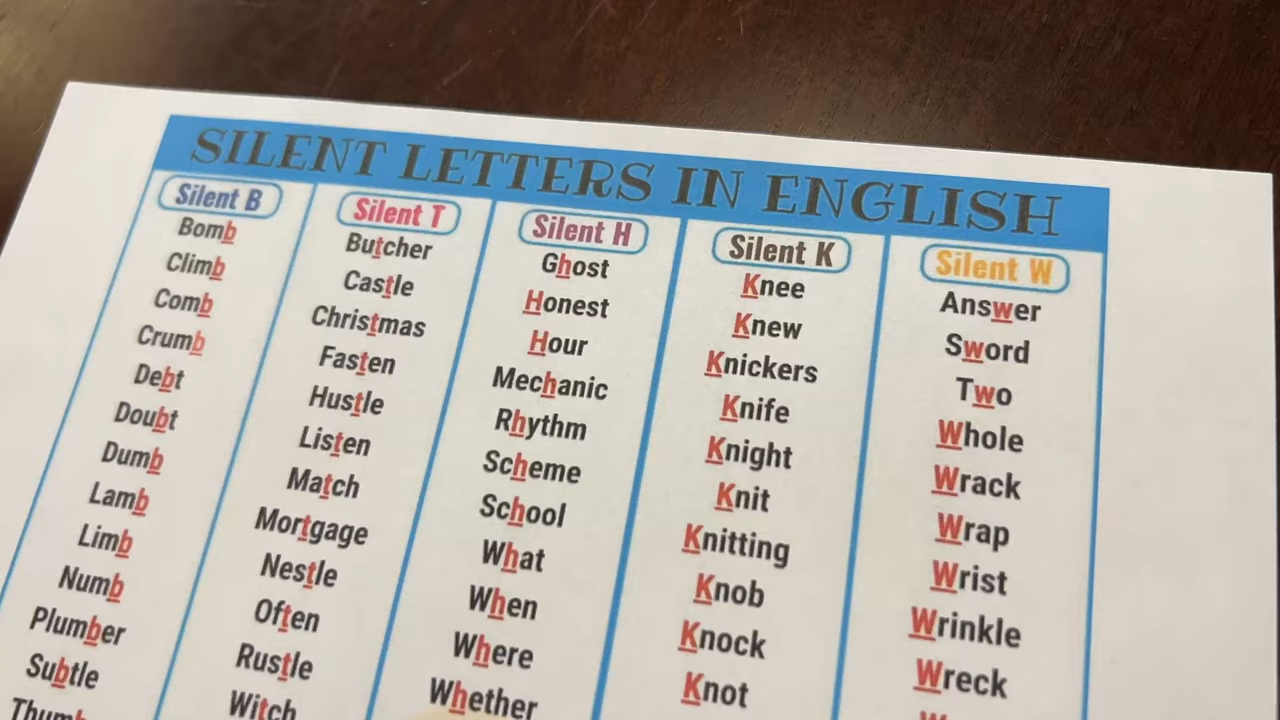 SILENT LETTERS IN ENGLISH
Silent B
Bomb
Climb
Comb
Crumb
Debt
Doubt
Dumb
Lamb
Limb
Numb
Plumber
Subtle
Thumb
Silent T
Butcher
Castle
Christmas
Fasten
Hustle
Listen
Match
Mortgage
Nestle
Often
Rustle
Witch
Silent H
Ghost
Honest
Hour
Mechanic
Rhythm
Scheme
School
What
When
Where
Whether
Silent K
Knee
Knew
Knickers
Knife
Knight
Knit
Knitting
Knob
Knock
Knot
Silent W
Answer
Sword
Two
Whole
Wrack
Wrap
Wrist
Wrinkle
Wreck